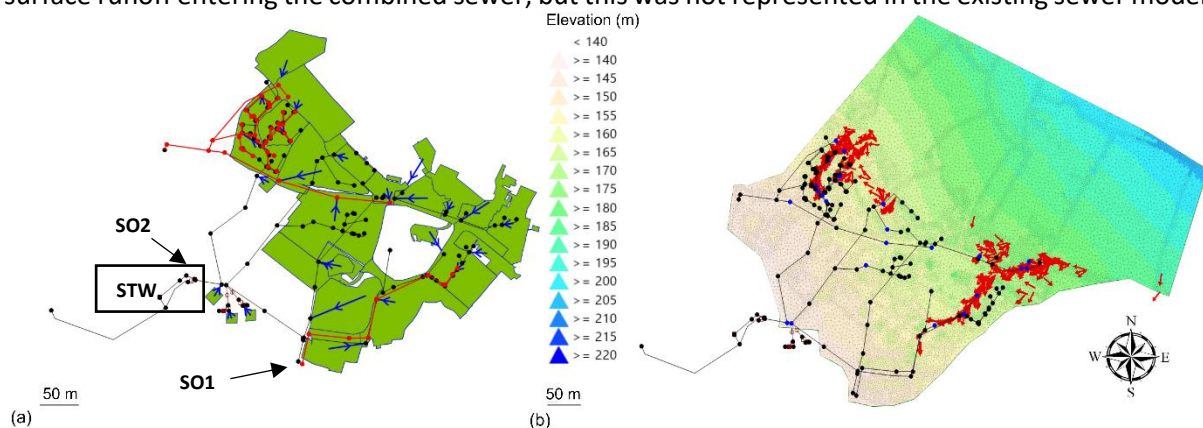 surface runoff entering the combined sewer, but this was not represented in the existing sewer model
Elevation (m)
< 140
>= 140
>= 145
>= 150
>= 155
>= 160
>= 165
>= 170
>= 175
>= 180
>= 185
>= 190
>= 195
>= 200
>= 205
>= 210
>= 215
>= 220
SO2
STW
SO1
50 m
(a)
50 m
(b)
N
W
E
S